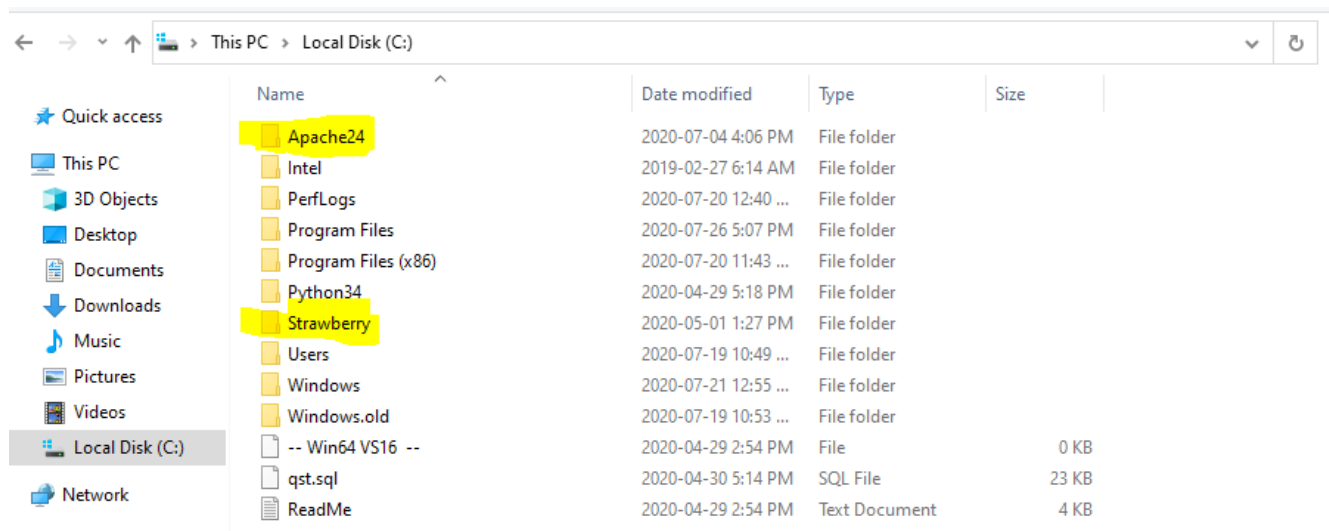 This PC > Local Disk (C:)
Name Date modified Type Size
Quick access
This PC
3D Objects
Desktop
Documents
Downloads
Music
Pictures
Videos
Local Disk (C:)
Network
Apache24 2020-07-04 4:06 PM File folder
Intel 2019-02-27 6:14 AM File folder
PerfLogs 2020-07-20 12:40 ... File folder
Program Files 2020-07-26 5:07 PM File folder
Program Files (x86) 2020-07-20 11:43 ... File folder
Python34 2020-04-29 5:18 PM File folder
Strawberry 2020-05-01 1:27 PM File folder
Users 2020-07-19 10:49 ... File folder
Windows 2020-07-21 12:55 ... File folder
Windows.old 2020-07-19 10:53 ... File folder
-- Win64 VS16 -- 2020-04-29 2:54 PM File 0 KB
qst.sql 2020-04-30 5:14 PM SQL File 23 KB
ReadMe 2020-04-29 2:54 PM Text Document 4 KB